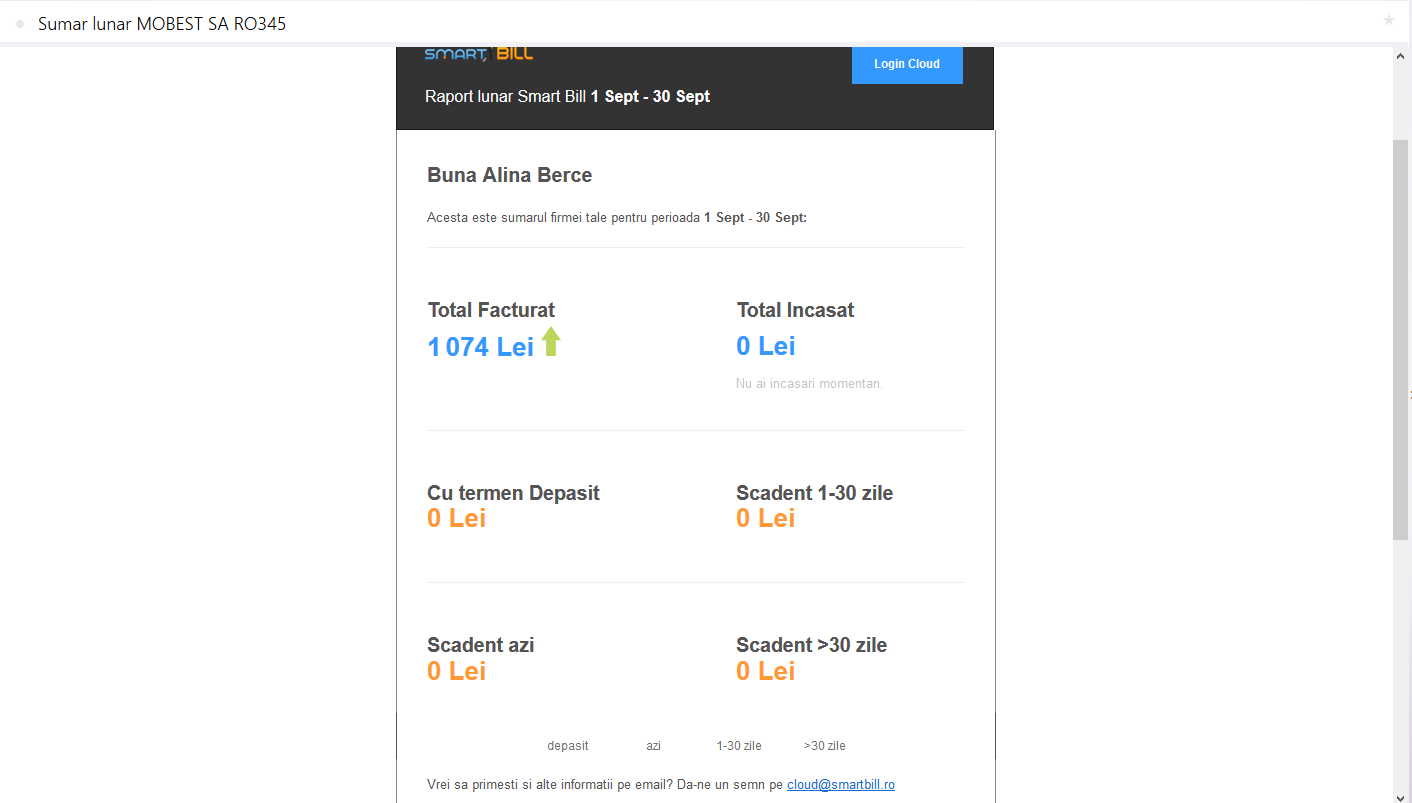 Sumar lunar MOBEST SA RO345
SMART BILL
Login Cloud
Raport lunar Smart Bill 1 Sept - 30 Sept
Buna Alina Berce
Acesta este sumarul firmei tale pentru perioada 1 Sept - 30 Sept:
Total Facturat
1 074 Lei
Total Incasat
0 Lei
Nu ai incasari momentan.
Cu termen Depasit
0 Lei
Scadent 1-30 zile
0 Lei
Scadent azi
0 Lei
Scadent >30 zile
0 Lei
depasit azi 1-30 zile >30 zile
Vrei sa primesti si alte informatii pe email? Da-ne un semn pe cloud@smartbill.ro